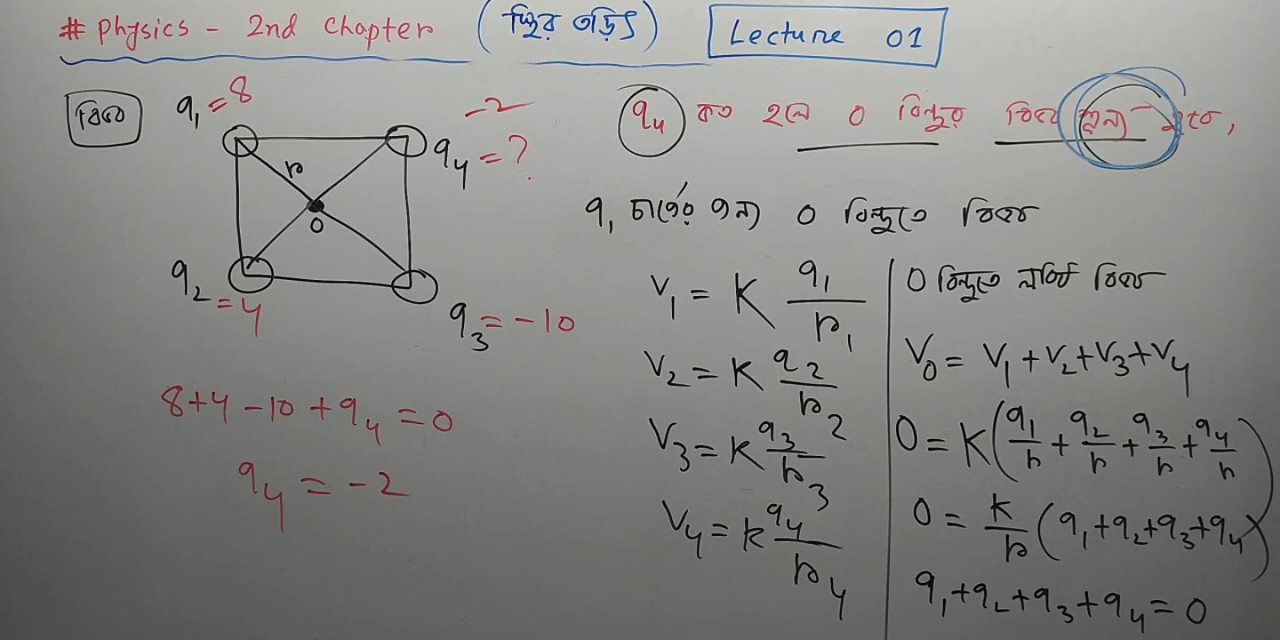 # Physics - 2nd Chapter (স্থির তড়িৎ) Lecture 01
বিভব
q₁ = 8
-2
q₄ = ?
r
O
q₂ = 4
q₃ = -10
8+4-10+q₄ = 0
q₄ = -2
q₄ কত হলে O বিন্দুর বিভব শূন্য হবে,
q₁ চার্জের জন্য O বিন্দুতে বিভব
V₁ = K q₁/r₁
V₂ = K q₂/r₂
V₃ = K q₃/r₃
V₄ = K q₄/r₄
O বিন্দুতে লব্ধি বিভব
V₀ = V₁+V₂+V₃+V₄
0 = K(q₁/r + q₂/r + q₃/r + q₄/r)
0 = K/r (q₁+q₂+q₃+q₄)
q₁+q₂+q₃+q₄ = 0